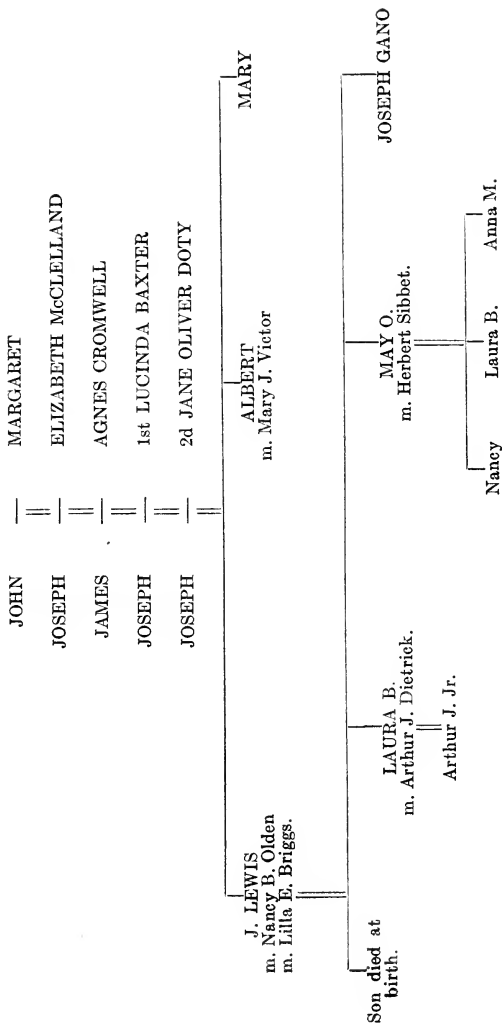 JOHN MARGARET
JOSEPH ELIZABETH McCLELLAND
JAMES AGNES CROMWELL
JOSEPH 1st LUCINDA BAXTER
JOSEPH 2d JANE OLIVER DOTY
J. LEWIS
m. Nancy B. Olden
m. Lilla E. Briggs.
ALBERT
m. Mary J. Victor
MARY
Son died at
birth.
LAURA B.
m. Arthur J. Dietrick.
Arthur J. Jr.
MAY O.
m. Herbert Sibbet.
JOSEPH GANO
Nancy
Laura B.
Anna M.